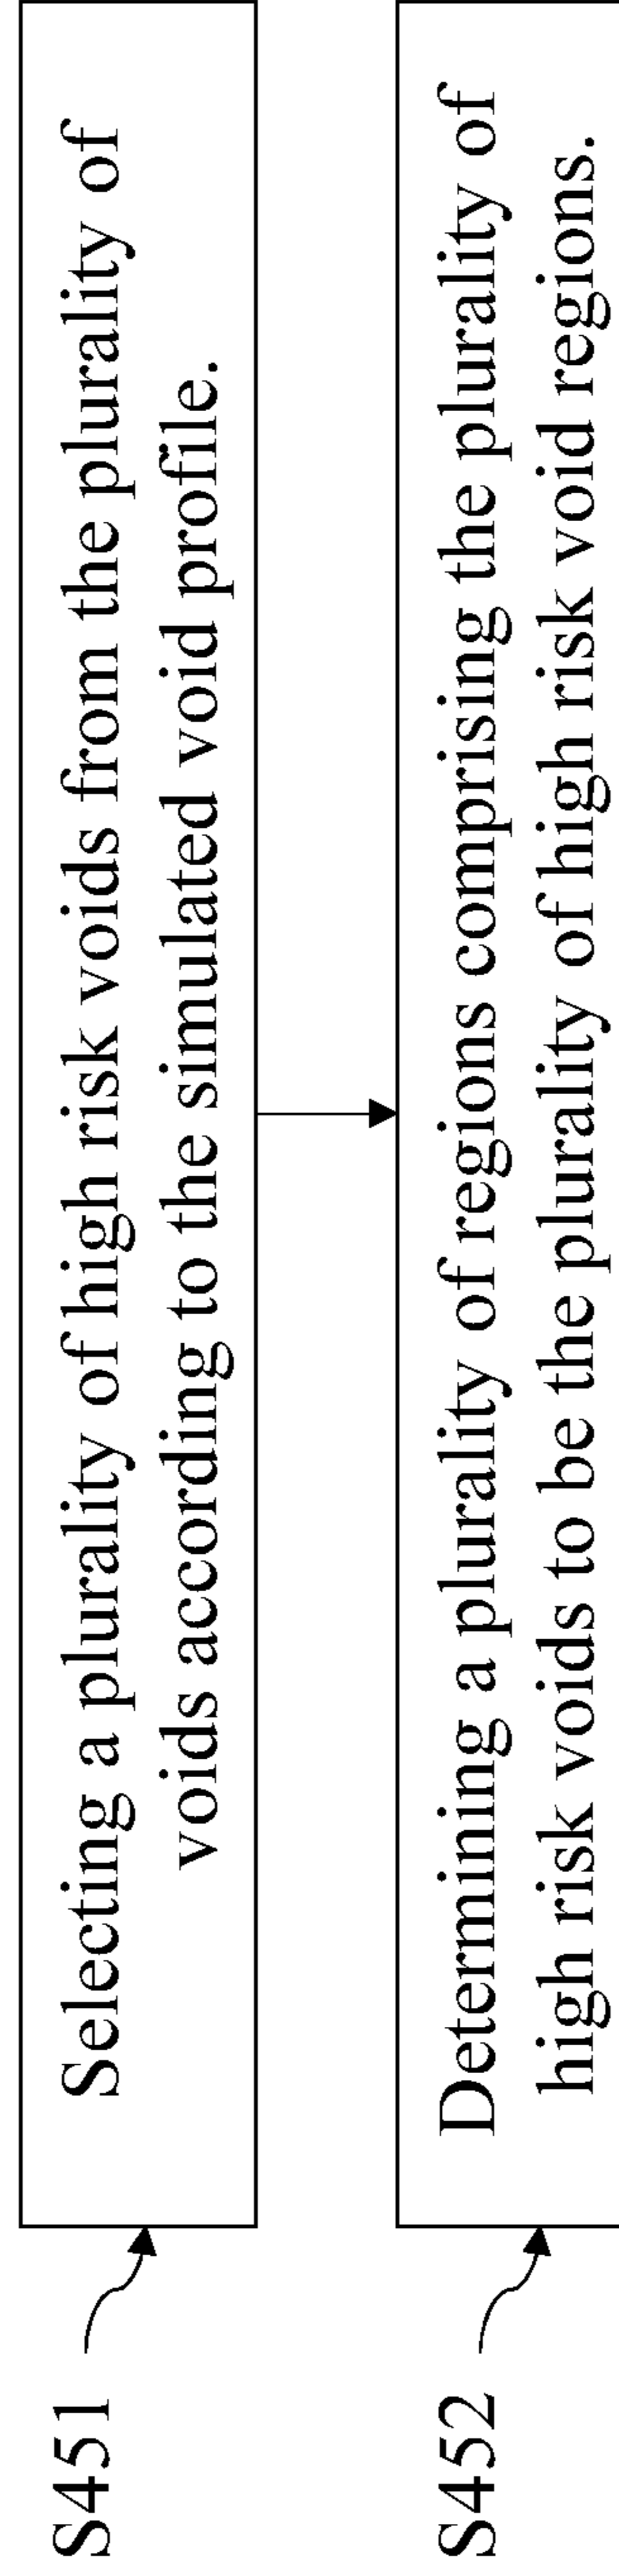 S451
Selecting a plurality of high risk voids from the plurality of
voids according to the simulated void profile.
S452
Determining a plurality of regions comprising the plurality of
high risk voids to be the plurality of high risk void regions.